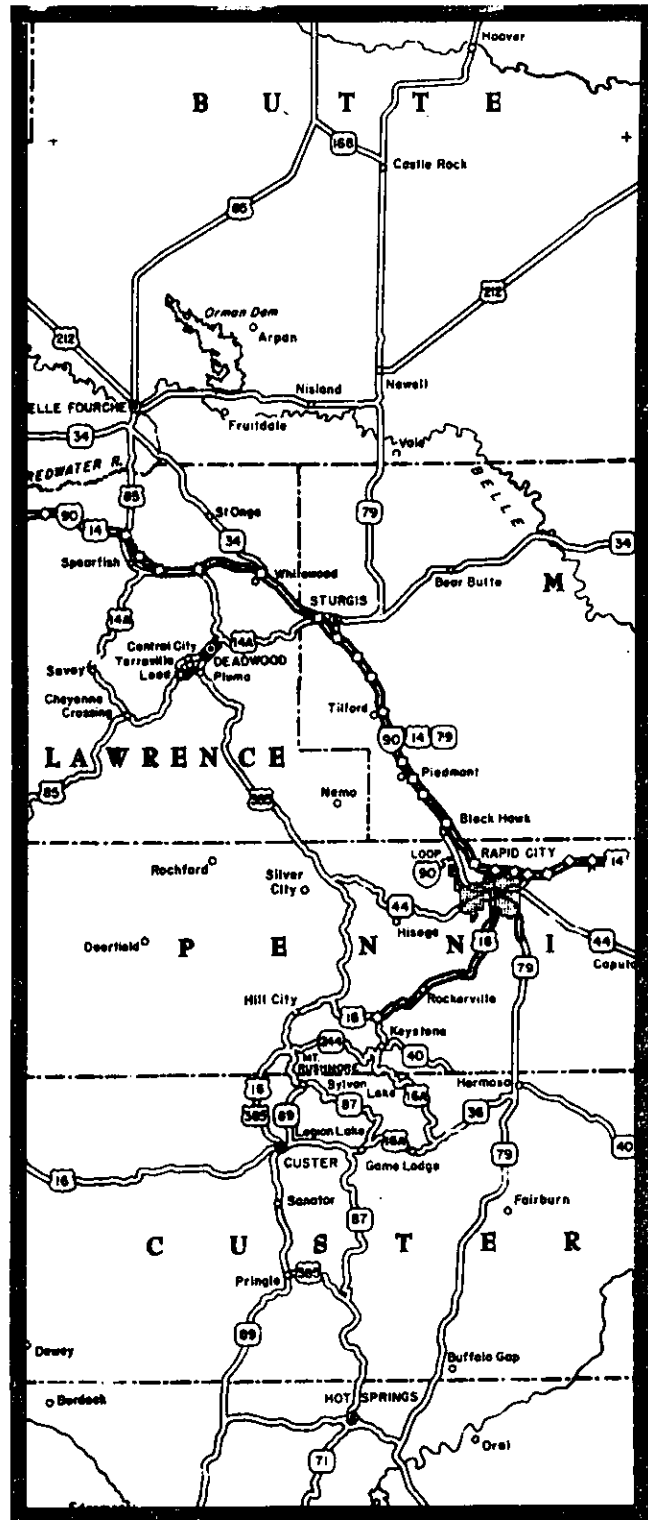 Hoover
B U T T E
168
Castle Rock
85
212
Orman Dam
Arpan
212
Nisland
Newell
ELLE FOURCHE
Fruitdale
34
Vale
REDWATER R.
85
BELLE
90
14
St Onge
79
34
34
Spearfish
Whitewood
Bear Butte
M
STURGIS
14A
Central City
14A
Terraville
DEADWOOD
Lead
Pluma
Savoy
Cheyenne
Crossing
Tilford
90
14
79
LAWRENCE
Piedmont
85
385
Nemo
Black Hawk
LOOP
90
RAPID CITY
14
Rochford
Silver
City
44
Hisega
Deerfield
P E N N I
16
44
79
Caputa
Hill City
Rockerville
16
Keystone
244
40
MT.
RUSHMORE
16
Sylvan
Lake
Hermosa
385
89
87
16A
36
Legion Lake
16A
40
CUSTER
Game Lodge
79
16
Sanator
87
Fairburn
C U S T E R
Pringle
385
89
Dewey
Buffalo Gap
Burdock
HOT SPRINGS
Oral
71